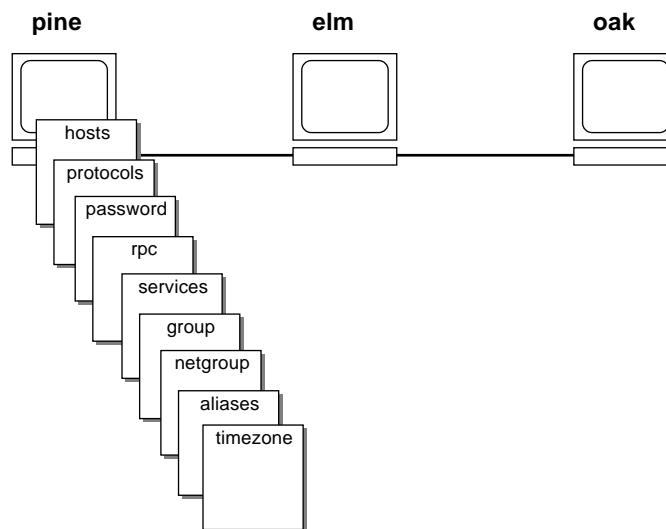 pine elm oak
hosts
protocols
password
rpc
services
group
netgroup
aliases
timezone